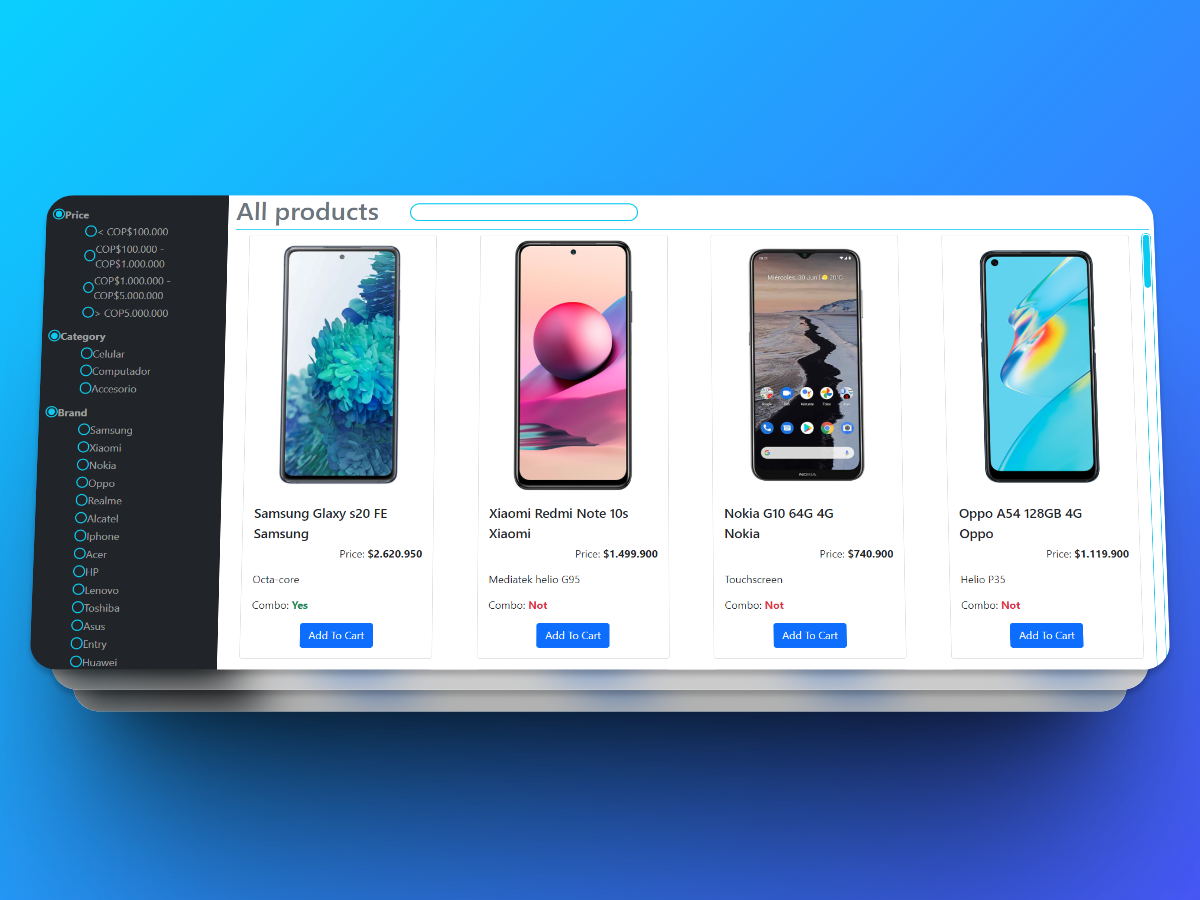 Price
< COP$100.000
COP$100.000 -
COP$1.000.000
COP$1.000.000 -
COP$5.000.000
> COP5.000.000
Category
Celular
Computador
Accesorio
Brand
Samsung
Xiaomi
Nokia
Oppo
Realme
Alcatel
Iphone
Acer
HP
Lenovo
Toshiba
Asus
Entry
Huawei
All products
Samsung Glaxy s20 FE
Samsung
Price: $2.620.950
Octa-core
Combo: Yes
Add To Cart
Xiaomi Redmi Note 10s
Xiaomi
Price: $1.499.900
Mediatek helio G95
Combo: Not
Add To Cart
Miércoles, 30 Jun | 20°C
NOKIA
Nokia G10 64G 4G
Nokia
Price: $740.900
Touchscreen
Combo: Not
Add To Cart
Oppo A54 128GB 4G
Oppo
Price: $1.119.900
Helio P35
Combo: Not
Add To Cart